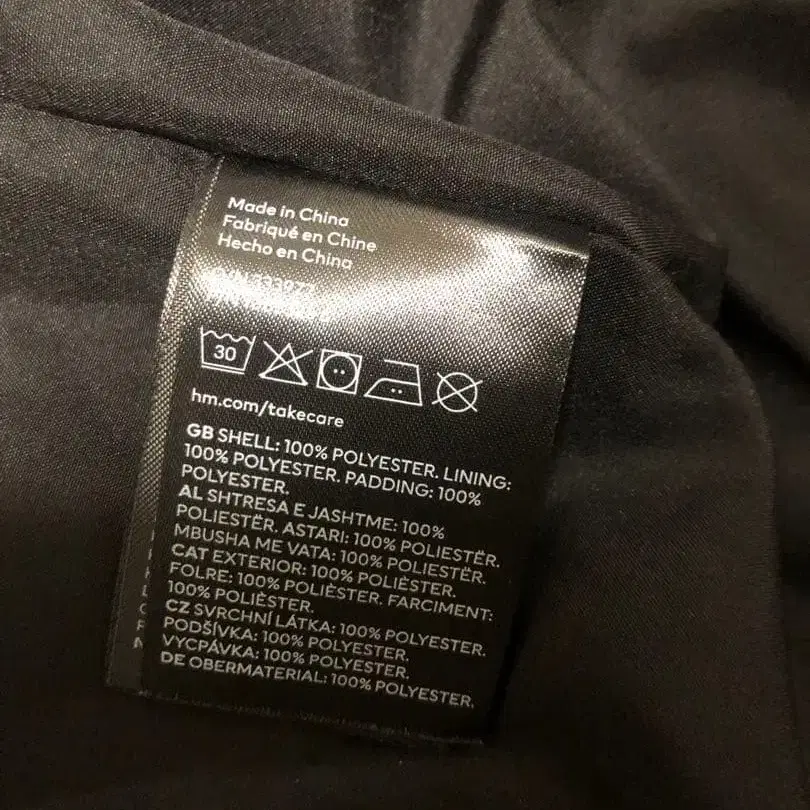 Made in China
Fabriqué en Chine
Hecho en China
30
hm.com/takecare
GB SHELL: 100% POLYESTER. LINING:
100% POLYESTER. PADDING: 100%
POLYESTER.
AL SHTRESA E JASHTME: 100%
POLIESTËR. ASTARI: 100% POLIESTËR.
MBUSHA ME VATA: 100% POLIESTËR.
CAT EXTERIOR: 100% POLIÈSTER.
FOLRE: 100% POLIÈSTER. FARCIMENT:
100% POLIÈSTER.
CZ SVRCHNÍ LÁTKA: 100% POLYESTER.
PODŠÍVKA: 100% POLYESTER.
VYCPÁVKA: 100% POLYESTER.
DE OBERMATERIAL: 100% POLYESTER.